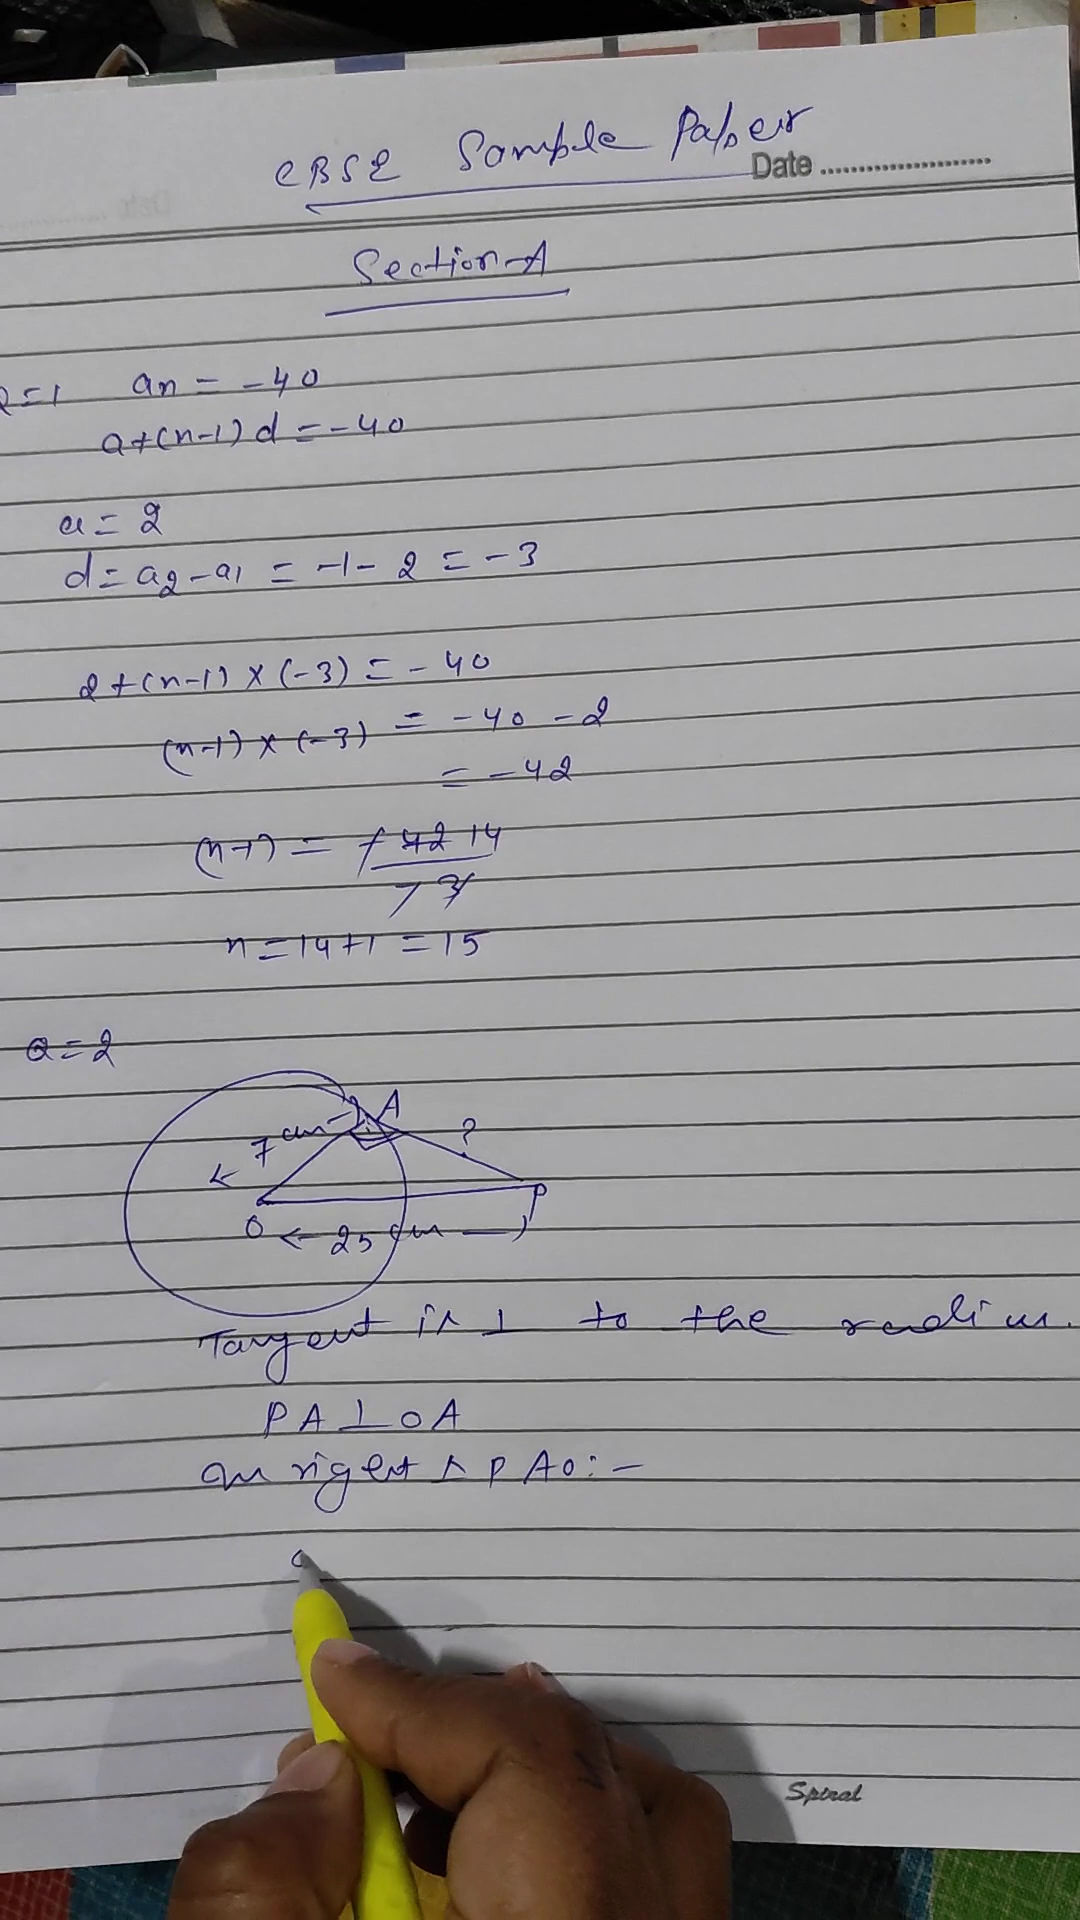 CBSE Sample Paper
Date ........................
Section-A
Q=1 an = -40
a+(n-1)d = -40
a = 2
d = a2-a1 = -1-2 = -3
2+(n-1)×(-3) = -40
(n-1)×(-3) = -40-2
= -42
(n-1) = -42 14
-3
n = 14+1 = 15
Q=2
A
7 cm
?
O
P
25 cm
Tangent is ⊥ to the radius.
PA⊥OA
In right △PAO:-
Spiral